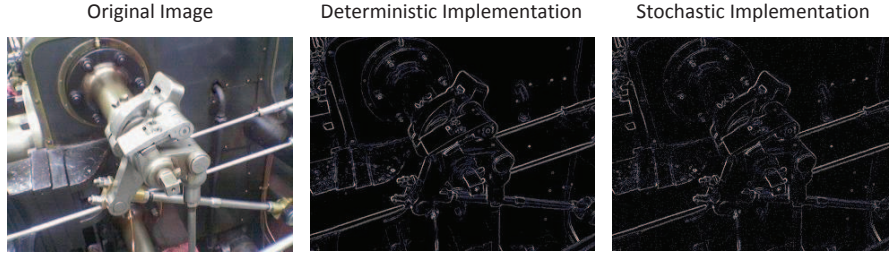 Original Image
Deterministic Implementation
Stochastic Implementation